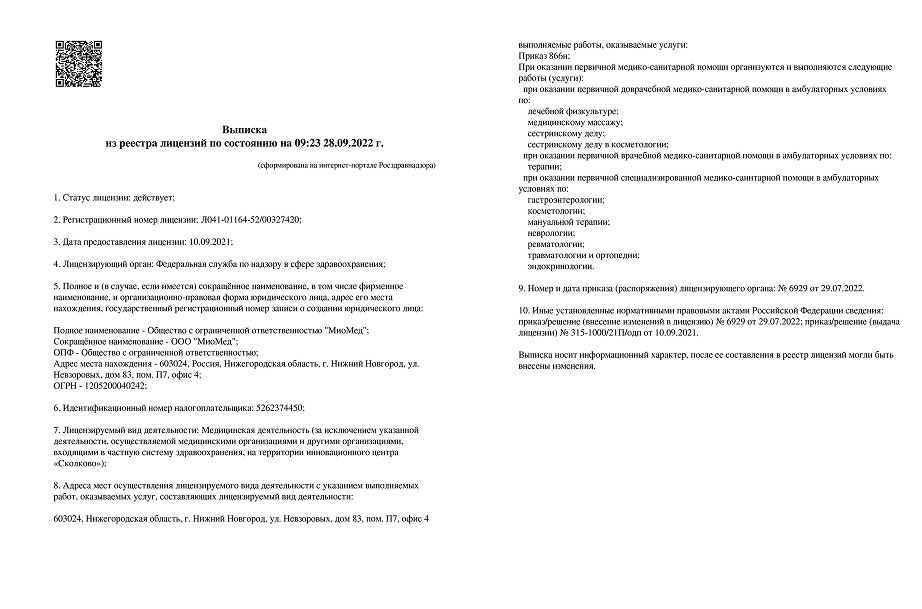 Выписка
из реестра лицензий по состоянию на 09:23 28.09.2022 г.
(сформирована на интернет-портале Росздравнадзора)
1. Статус лицензии: действует;
2. Регистрационный номер лицензии: Л041-01164-52/00327420;
3. Дата предоставления лицензии: 10.09.2021;
4. Лицензирующий орган: Федеральная служба по надзору в сфере здравоохранения;
5. Полное и (в случае, если имеется) сокращённое наименование, в том числе фирменное
наименование, и организационно-правовая форма юридического лица, адрес его места
нахождения, государственный регистрационный номер записи о создании юридического лица:
Полное наименование - Общество с ограниченной ответственностью "МиоМед";
Сокращённое наименование - ООО "МиоМед";
ОПФ - Общество с ограниченной ответственностью;
Адрес места нахождения - 603024, Россия, Нижегородская область, г. Нижний Новгород, ул.
Невзоровых, дом 83, пом. П7, офис 4;
ОГРН - 1205200040242;
6. Идентификационный номер налогоплательщика: 5262374450;
7. Лицензируемый вид деятельности: Медицинская деятельность (за исключением указанной
деятельности, осуществляемой медицинскими организациями и другими организациями,
входящими в частную систему здравоохранения, на территории инновационного центра
«Сколково»);
8. Адреса мест осуществления лицензируемого вида деятельности с указанием выполняемых
работ, оказываемых услуг, составляющих лицензируемый вид деятельности:
603024, Нижегородская область, г. Нижний Новгород, ул. Невзоровых, дом 83, пом. П7, офис 4
выполняемые работы, оказываемые услуги:
Приказ 866н;
При оказании первичной медико-санитарной помощи организуются и выполняются следующие
работы (услуги):
при оказании первичной доврачебной медико-санитарной помощи в амбулаторных условиях
по:
лечебной физкультуре;
медицинскому массажу;
сестринскому делу;
сестринскому делу в косметологии;
при оказании первичной врачебной медико-санитарной помощи в амбулаторных условиях по:
терапии;
при оказании первичной специализированной медико-санитарной помощи в амбулаторных
условиях по:
гастроэнтерологии;
косметологии;
мануальной терапии;
неврологии;
ревматологии;
травматологии и ортопедии;
эндокринологии.
9. Номер и дата приказа (распоряжения) лицензирующего органа: № 6929 от 29.07.2022.
10. Иные установленные нормативными правовыми актами Российской Федерации сведения:
приказ/решение (внесение изменений в лицензию) № 6929 от 29.07.2022; приказ/решение (выдача
лицензии) № 315-1000/21П/одп от 10.09.2021.
Выписка носит информационный характер, после ее составления в реестр лицензий могли быть
внесены изменения.